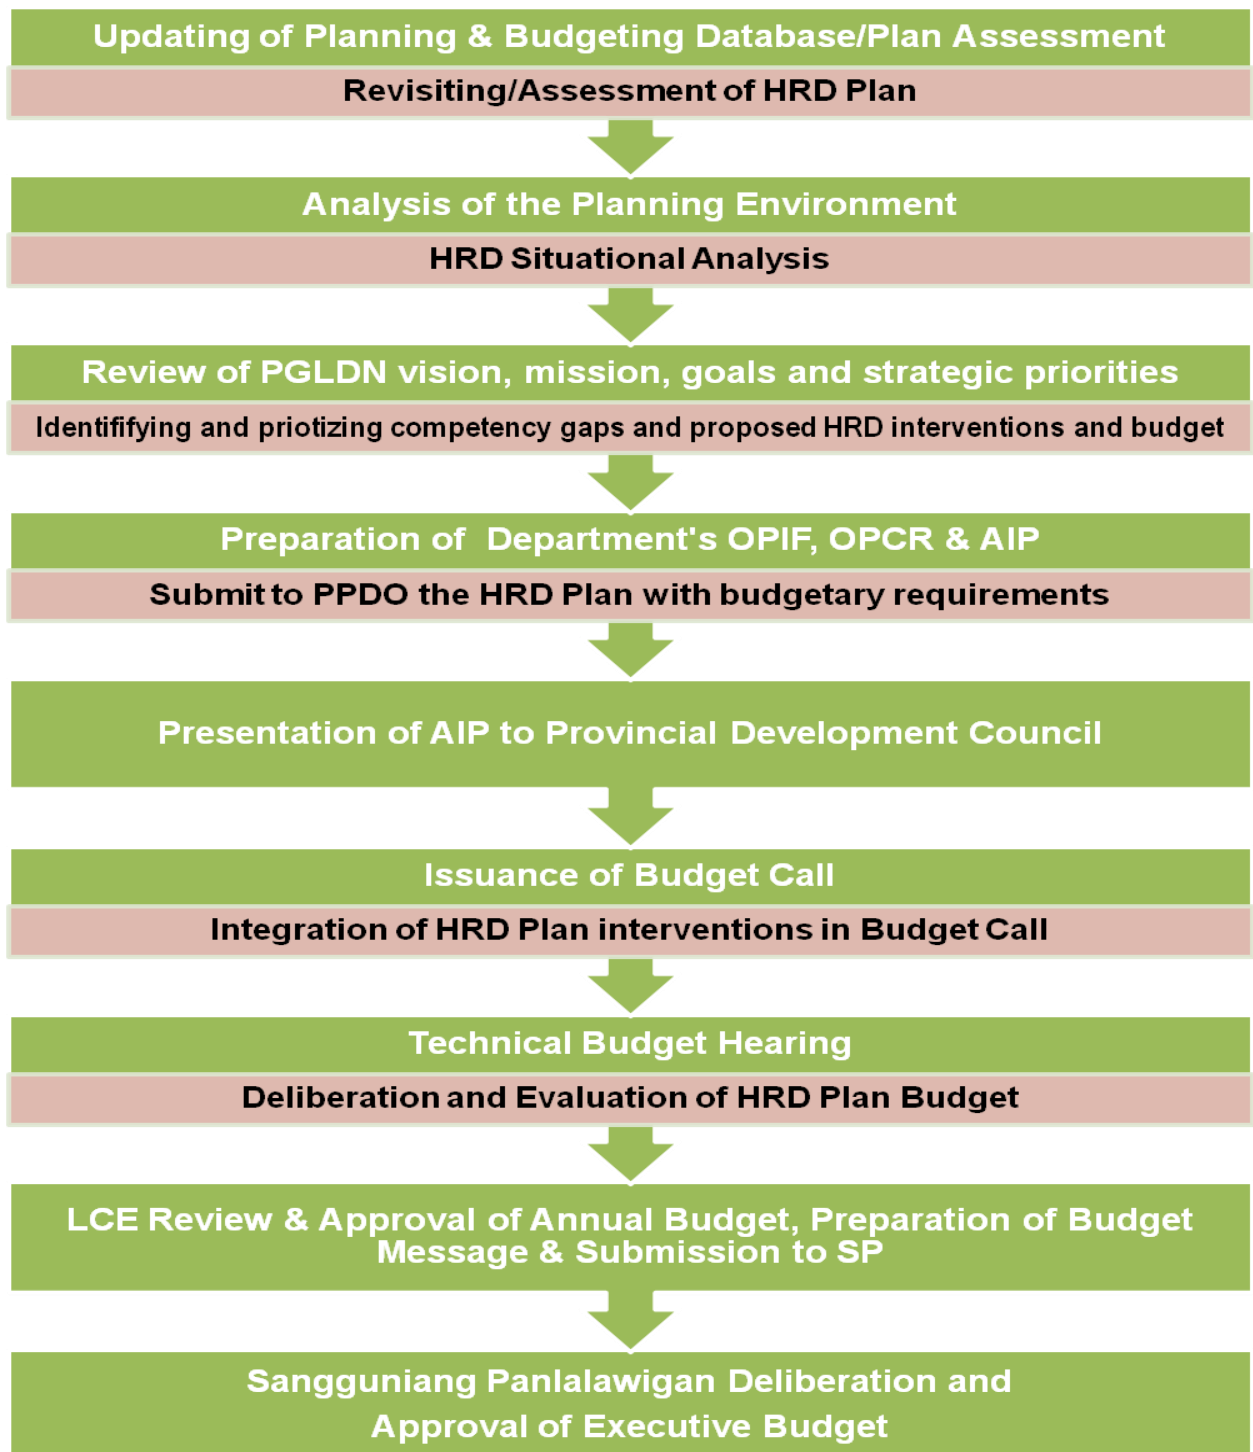 Updating of Planning & Budgeting Database/Plan Assessment
Revisiting/Assessment of HRD Plan
Analysis of the Planning Environment
HRD Situational Analysis
Review of PGLDN vision, mission, goals and strategic priorities
Identififying and priotizing competency gaps and proposed HRD interventions and budget
Preparation of Department's OPIF, OPCR & AIP
Submit to PPDO the HRD Plan with budgetary requirements
Presentation of AIP to Provincial Development Council
Issuance of Budget Call
Integration of HRD Plan interventions in Budget Call
Technical Budget Hearing
Deliberation and Evaluation of HRD Plan Budget
LCE Review & Approval of Annual Budget, Preparation of Budget
Message & Submission to SP
Sangguniang Panlalawigan Deliberation and
Approval of Executive Budget